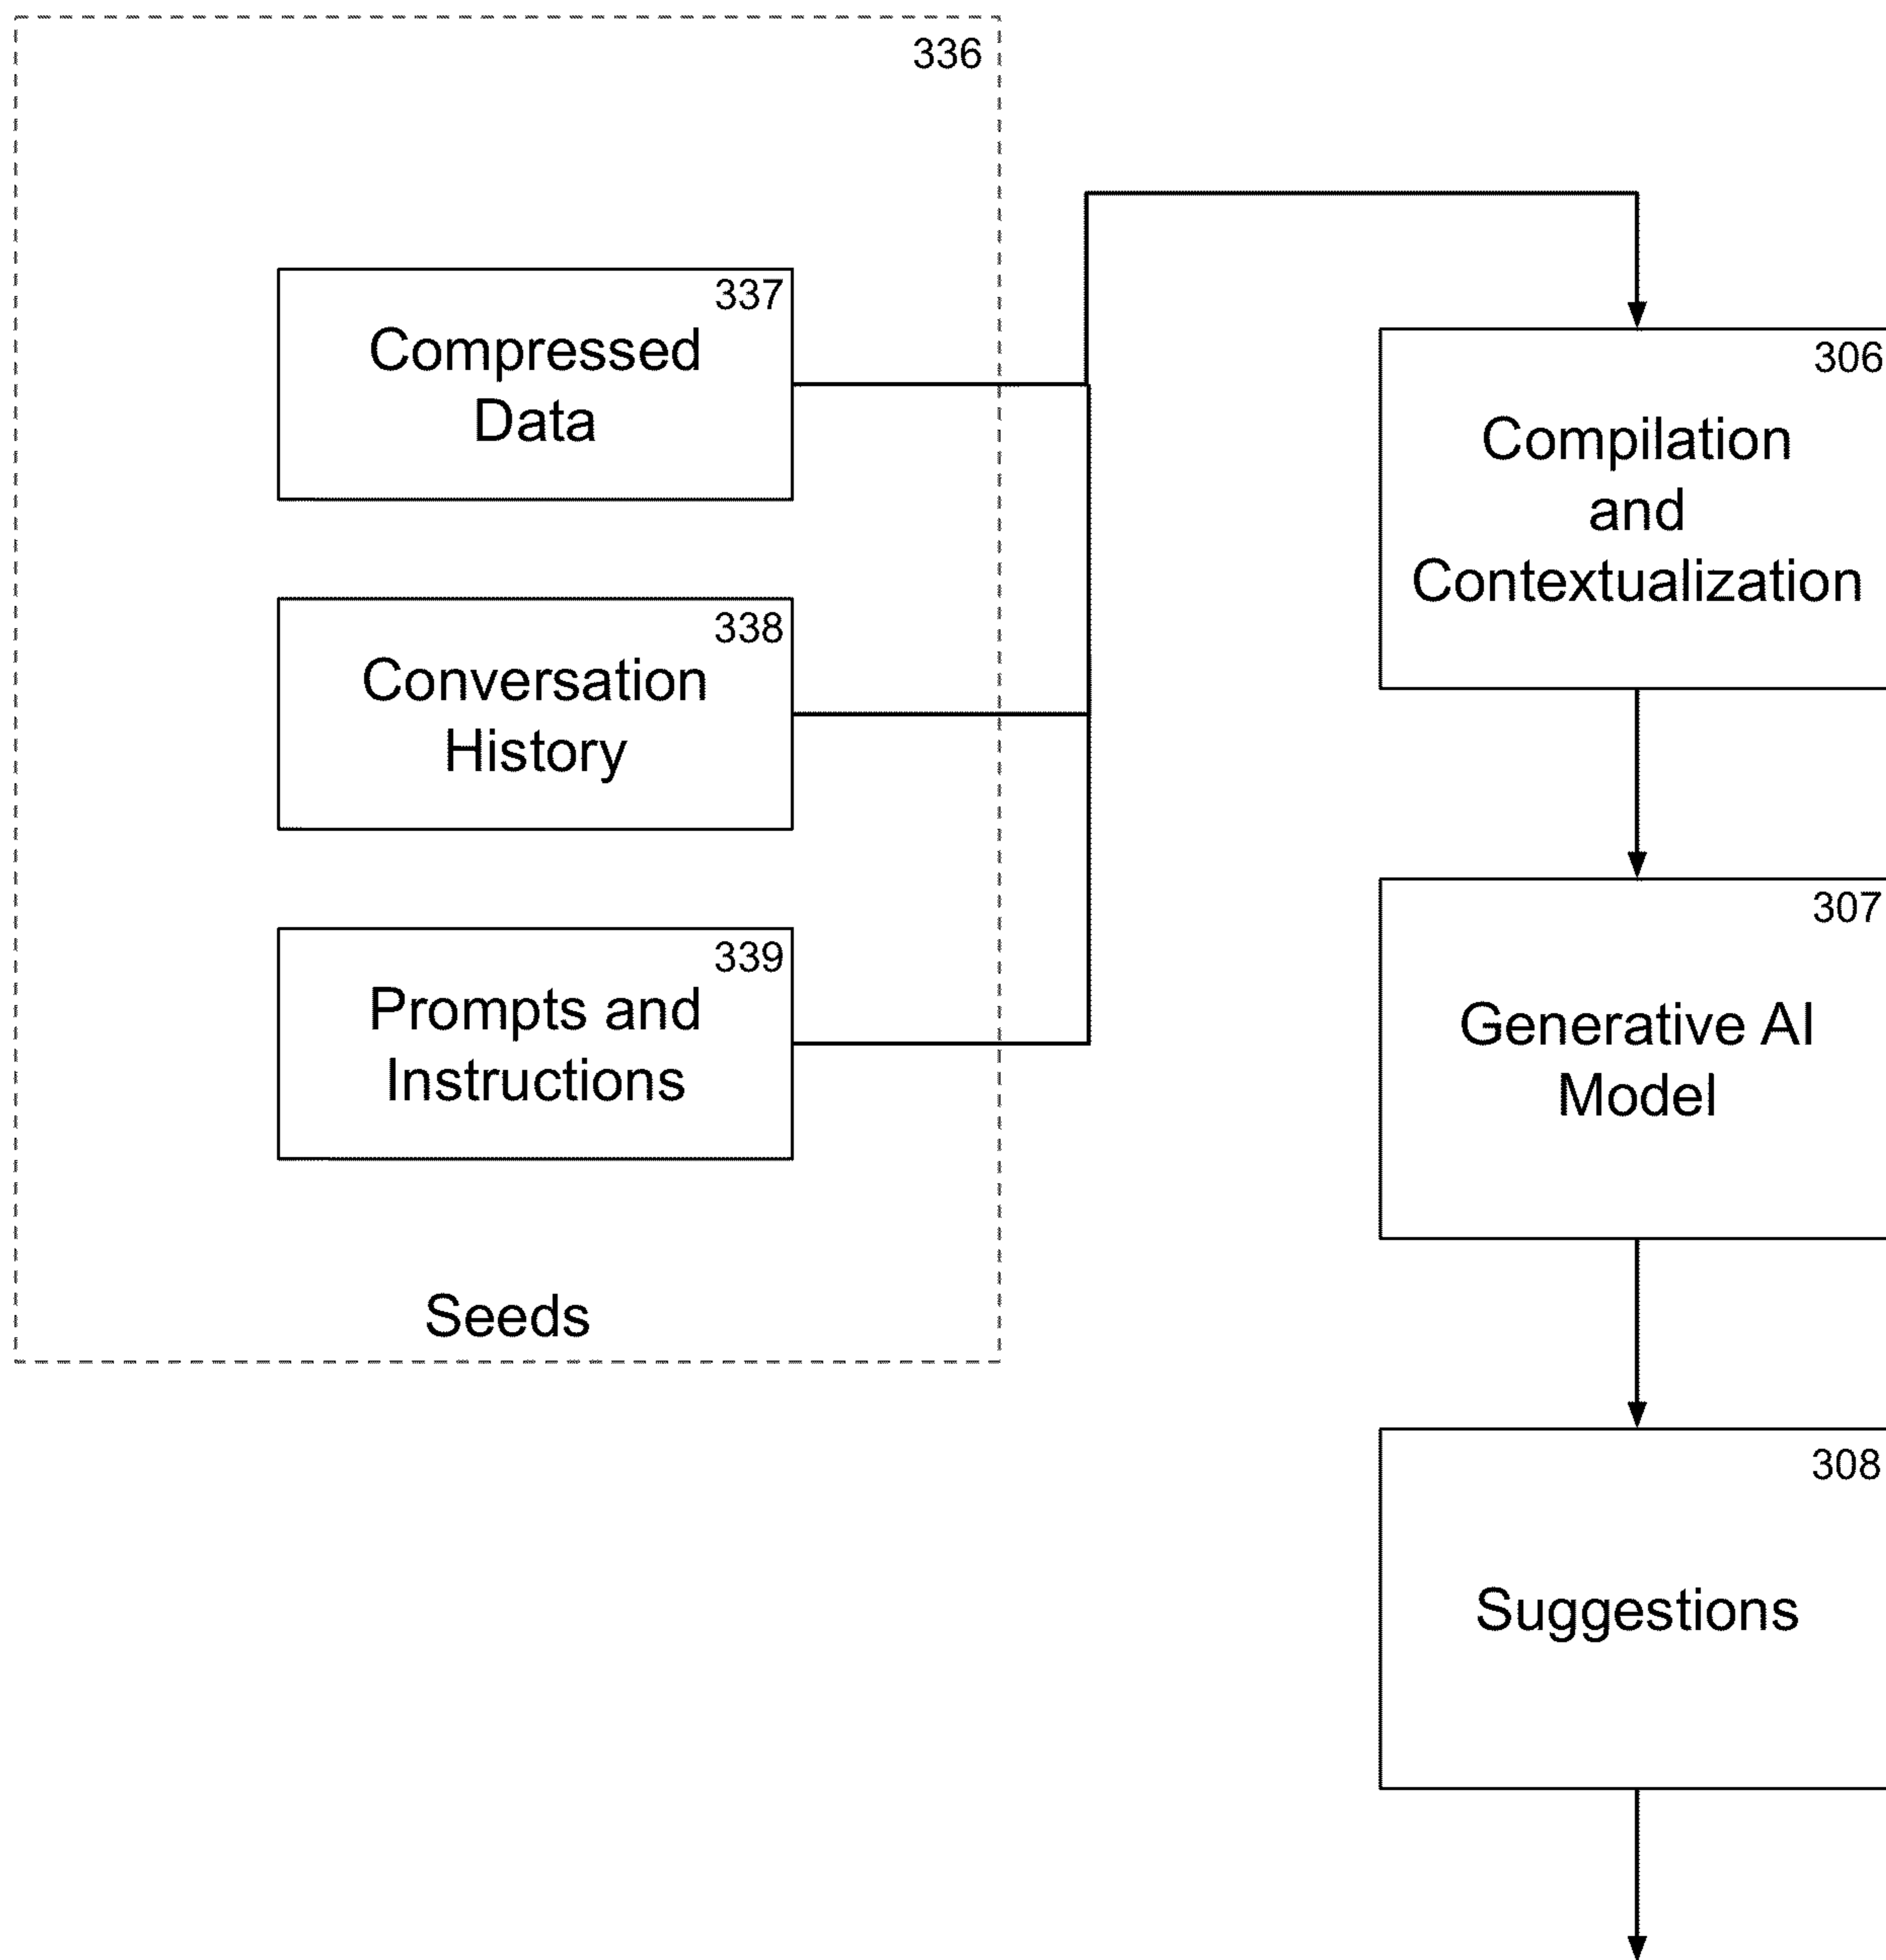 336
337
Compressed
Data
338
Conversation
History
339
Prompts and
Instructions
Seeds
306
Compilation
and
Contextualization
307
Generative AI
Model
308
Suggestions